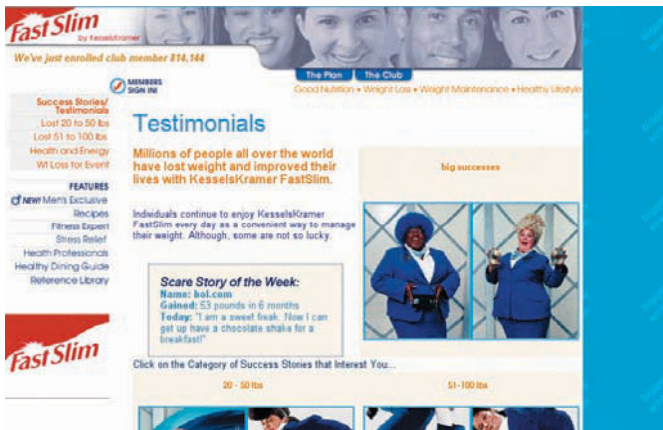 Fast Slim
by KesselsKramer
We've just enrolled club member 814,144
MEMBERS
SIGN IN!
The Plan
The Club
Good Nutrition • Weight Loss • Weight Maintenance • Healthy Lifestyle
Success Stories/
Testimonials
Lost 20 to 50 lbs
Lost 51 to 100 lbs
Health and Energy
Wt Loss for Event
FEATURES
NEW! Men's Exclusive
Recipes
Fitness Expert
Stress Relief
Health Professionals
Healthy Dining Guide
Reference Library
Fast Slim
Testimonials
Millions of people all over the world
have lost weight and improved their
lives with KesselsKramer FastSlim.
Individuals continue to enjoy KesselsKramer
FastSlim every day as a convenient way to manage
their weight. Although, some are not so lucky.
Scare Story of the Week:
Name: bol.com
Gained: 53 pounds in 6 months
Today: "I am a sweet freak. Now I can
get up have a chocolate shake for a
breakfast!"
big successes
Click on the Category of Success Stories that Interest You...
20 - 50 lbs
51-100 lbs